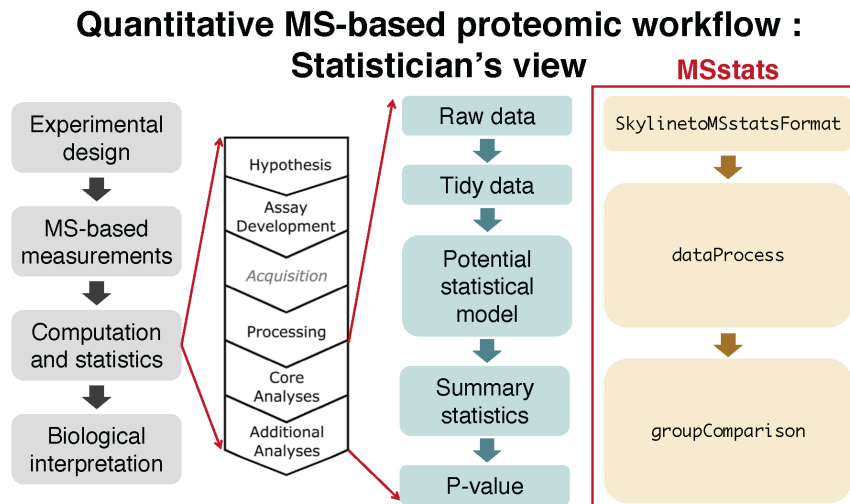 Quantitative MS-based proteomic workflow :
Statistician's view
MSstats
Experimental
design
MS-based
measurements
Computation
and statistics
Biological
interpretation
Hypothesis
Assay
Development
Acquisition
Processing
Core
Analyses
Additional
Analyses
Raw data
Tidy data
Potential
statistical
model
Summary
statistics
P-value
SkylinetoMSstatsFormat
dataProcess
groupComparison